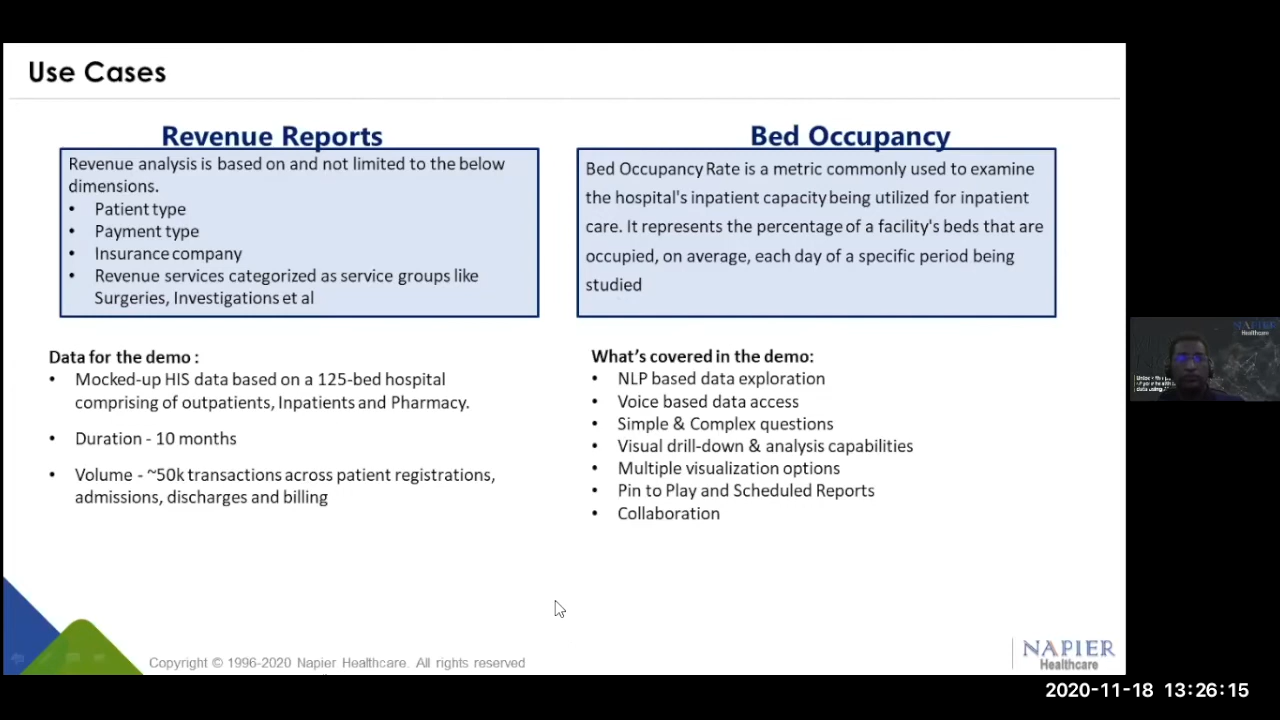 Use Cases
Revenue Reports
Revenue analysis is based on and not limited to the below
dimensions.
• Patient type
• Payment type
• Insurance company
• Revenue services categorized as service groups like
Surgeries, Investigations et al
Data for the demo :
• Mocked-up HIS data based on a 125-bed hospital
comprising of outpatients, Inpatients and Pharmacy.
• Duration - 10 months
• Volume - ~50k transactions across patient registrations,
admissions, discharges and billing
Bed Occupancy
Bed Occupancy Rate is a metric commonly used to examine
the hospital's inpatient capacity being utilized for inpatient
care. It represents the percentage of a facility's beds that are
occupied, on average, each day of a specific period being
studied
What's covered in the demo:
• NLP based data exploration
• Voice based data access
• Simple & Complex questions
• Visual drill-down & analysis capabilities
• Multiple visualization options
• Pin to Play and Scheduled Reports
• Collaboration
NAPIER
Healthcare
Copyright © 1996-2020 Napier Healthcare. All rights reserved
NAPIER
Healthcare
2020-11-18 13:26:15